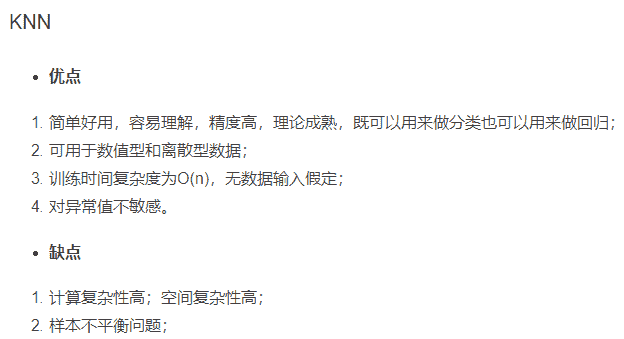 KNN
• 优点
1. 简单好用，容易理解，精度高，理论成熟，既可以用来做分类也可以用来做回归；
2. 可用于数值型和离散型数据；
3. 训练时间复杂度为O(n)，无数据输入假定；
4. 对异常值不敏感。
• 缺点
1. 计算复杂性高；空间复杂性高；
2. 样本不平衡问题；